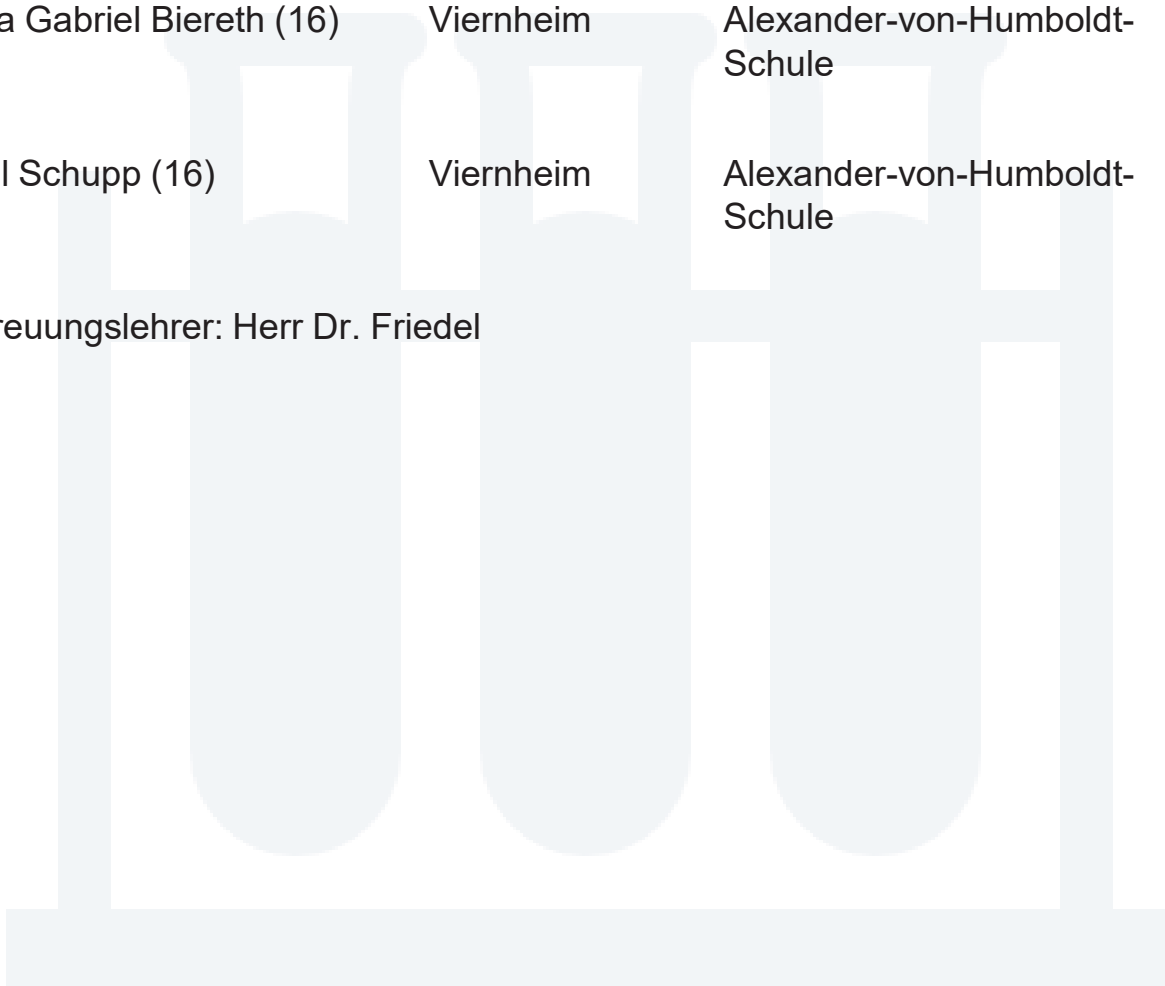 a Gabriel Biereth (16) Viernheim Alexander-von-Humboldt-
Schule
l Schupp (16) Viernheim Alexander-von-Humboldt-
Schule
reuungslehrer: Herr Dr. Friedel